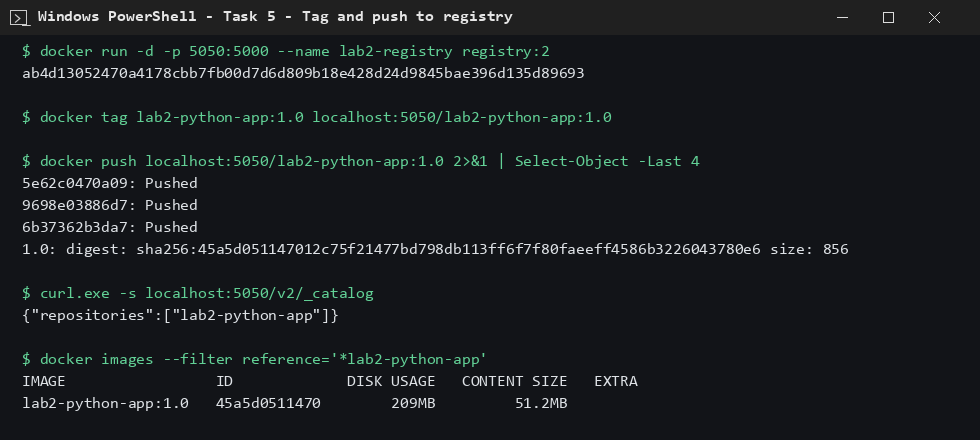 Windows PowerShell - Task 5 - Tag and push to registry
$ docker run -d -p 5050:5000 --name lab2-registry registry:2
ab4d13052470a4178cbb7fb00d7d6d809b18e428d24d9845bae396d135d89693
$ docker tag lab2-python-app:1.0 localhost:5050/lab2-python-app:1.0
$ docker push localhost:5050/lab2-python-app:1.0 2>&1 | Select-Object -Last 4
5e62c0470a09: Pushed
9698e03886d7: Pushed
6b37362b3da7: Pushed
1.0: digest: sha256:45a5d051147012c75f21477bd798db113ff6f7f80faeeff4586b3226043780e6 size: 856
$ curl.exe -s localhost:5050/v2/_catalog
{"repositories":["lab2-python-app"]}
$ docker images --filter reference='*lab2-python-app'
IMAGE ID DISK USAGE CONTENT SIZE EXTRA
lab2-python-app:1.0 45a5d0511470 209MB 51.2MB